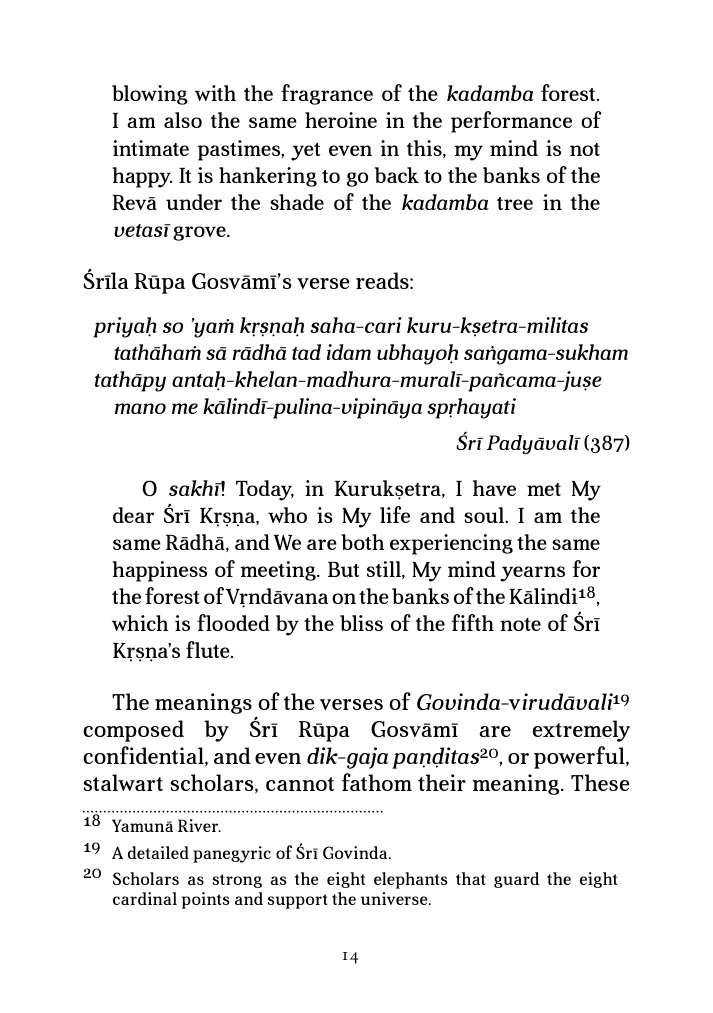 blowing with the fragrance of the kadamba forest.
I am also the same heroine in the performance of
intimate pastimes, yet even in this, my mind is not
happy. It is hankering to go back to the banks of the
Revā under the shade of the kadamba tree in the
vetasī grove.
Śrīla Rūpa Gosvāmī’s verse reads:
priyaḥ so ’yaṁ kṛṣṇaḥ saha-cari kuru-kṣetra-militas
tathāhaṁ sā rādhā tad idam ubhayoḥ saṅgama-sukham
tathāpy antaḥ-khelan-madhura-muralī-pañcama-juṣe
mano me kālindī-pulina-vipināya spṛhayati
Śrī Padyāvalī (387)
O sakhī! Today, in Kurukṣetra, I have met My
dear Śrī Kṛṣṇa, who is My life and soul. I am the
same Rādhā, and We are both experiencing the same
happiness of meeting. But still, My mind yearns for
the forest of Vṛndāvana on the banks of the Kālindi18,
which is flooded by the bliss of the fifth note of Śrī
Kṛṣṇa’s flute.
The meanings of the verses of Govinda-virudāvali19
composed by Śrī Rūpa Gosvāmī are extremely
confidential, and even dik-gaja paṇḍitas20, or powerful,
stalwart scholars, cannot fathom their meaning. These
18 Yamunā River.
19 A detailed panegyric of Śrī Govinda.
20 Scholars as strong as the eight elephants that guard the eight
cardinal points and support the universe.
14